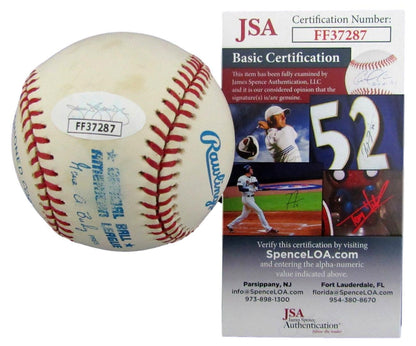 FF37287
Rawlings
OFFICIAL BALL
AMERICAN LEAGUE
JSA
Certification Number:
FF37287
Basic Certification
This item has been fully examined by
James Spence Authentication, Inc. and
it is our considered opinion that the
signature(s) is/are genuine.
52
Verify this certification by visiting
SpenceLOA.com
and entering the alpha-numeric
value indicated above.
Parsippany, NJ
info@SpenceLOA.com
973-898-1300
Fort Lauderdale, FL
florida@SpenceLOA.com
954-380-8670
JSA
James Spence
Authentication